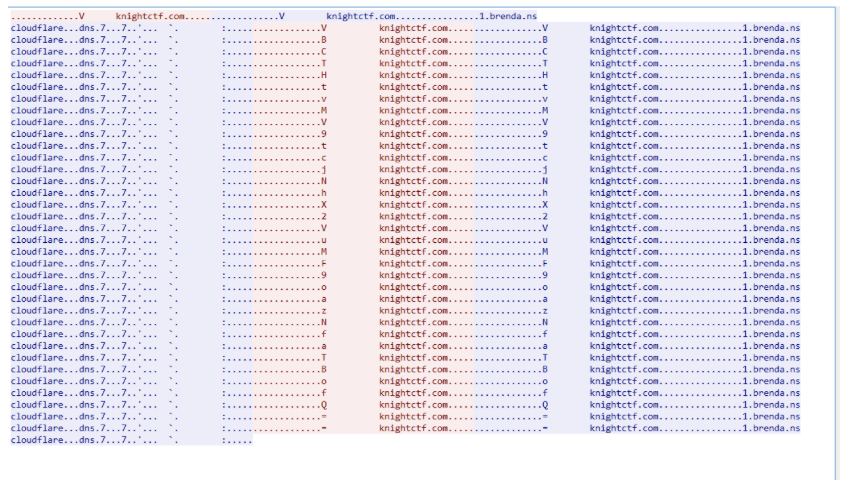 .............V knightctf.com..................V knightctf.com................1.brenda.ns
cloudflare...dns.7...7..'... `. :..................V knightctf.com..................V knightctf.com................1.brenda.ns
cloudflare...dns.7...7..'... `. :..................B knightctf.com..................B knightctf.com................1.brenda.ns
cloudflare...dns.7...7..'... `. :..................C knightctf.com..................C knightctf.com................1.brenda.ns
cloudflare...dns.7...7..'... `. :..................T knightctf.com..................T knightctf.com................1.brenda.ns
cloudflare...dns.7...7..'... `. :..................H knightctf.com..................H knightctf.com................1.brenda.ns
cloudflare...dns.7...7..'... `. :..................t knightctf.com..................t knightctf.com................1.brenda.ns
cloudflare...dns.7...7..'... `. :..................v knightctf.com..................v knightctf.com................1.brenda.ns
cloudflare...dns.7...7..'... `. :..................M knightctf.com..................M knightctf.com................1.brenda.ns
cloudflare...dns.7...7..'... `. :..................V knightctf.com..................V knightctf.com................1.brenda.ns
cloudflare...dns.7...7..'... `. :..................9 knightctf.com..................9 knightctf.com................1.brenda.ns
cloudflare...dns.7...7..'... `. :..................t knightctf.com..................t knightctf.com................1.brenda.ns
cloudflare...dns.7...7..'... `. :..................c knightctf.com..................c knightctf.com................1.brenda.ns
cloudflare...dns.7...7..'... `. :..................j knightctf.com..................j knightctf.com................1.brenda.ns
cloudflare...dns.7...7..'... `. :..................N knightctf.com..................N knightctf.com................1.brenda.ns
cloudflare...dns.7...7..'... `. :..................h knightctf.com..................h knightctf.com................1.brenda.ns
cloudflare...dns.7...7..'... `. :..................X knightctf.com..................X knightctf.com................1.brenda.ns
cloudflare...dns.7...7..'... `. :..................2 knightctf.com..................2 knightctf.com................1.brenda.ns
cloudflare...dns.7...7..'... `. :..................V knightctf.com..................V knightctf.com................1.brenda.ns
cloudflare...dns.7...7..'... `. :..................u knightctf.com..................u knightctf.com................1.brenda.ns
cloudflare...dns.7...7..'... `. :..................M knightctf.com..................M knightctf.com................1.brenda.ns
cloudflare...dns.7...7..'... `. :..................F knightctf.com..................F knightctf.com................1.brenda.ns
cloudflare...dns.7...7..'... `. :..................9 knightctf.com..................9 knightctf.com................1.brenda.ns
cloudflare...dns.7...7..'... `. :..................o knightctf.com..................o knightctf.com................1.brenda.ns
cloudflare...dns.7...7..'... `. :..................a knightctf.com..................a knightctf.com................1.brenda.ns
cloudflare...dns.7...7..'... `. :..................z knightctf.com..................z knightctf.com................1.brenda.ns
cloudflare...dns.7...7..'... `. :..................N knightctf.com..................N knightctf.com................1.brenda.ns
cloudflare...dns.7...7..'... `. :..................f knightctf.com..................f knightctf.com................1.brenda.ns
cloudflare...dns.7...7..'... `. :..................a knightctf.com..................a knightctf.com................1.brenda.ns
cloudflare...dns.7...7..'... `. :..................T knightctf.com..................T knightctf.com................1.brenda.ns
cloudflare...dns.7...7..'... `. :..................B knightctf.com..................B knightctf.com................1.brenda.ns
cloudflare...dns.7...7..'... `. :..................o knightctf.com..................o knightctf.com................1.brenda.ns
cloudflare...dns.7...7..'... `. :..................f knightctf.com..................f knightctf.com................1.brenda.ns
cloudflare...dns.7...7..'... `. :..................Q knightctf.com..................Q knightctf.com................1.brenda.ns
cloudflare...dns.7...7..'... `. :..................= knightctf.com..................= knightctf.com................1.brenda.ns
cloudflare...dns.7...7..'... `. :..................= knightctf.com..................= knightctf.com................1.brenda.ns
cloudflare...dns.7...7..'... `. :.....